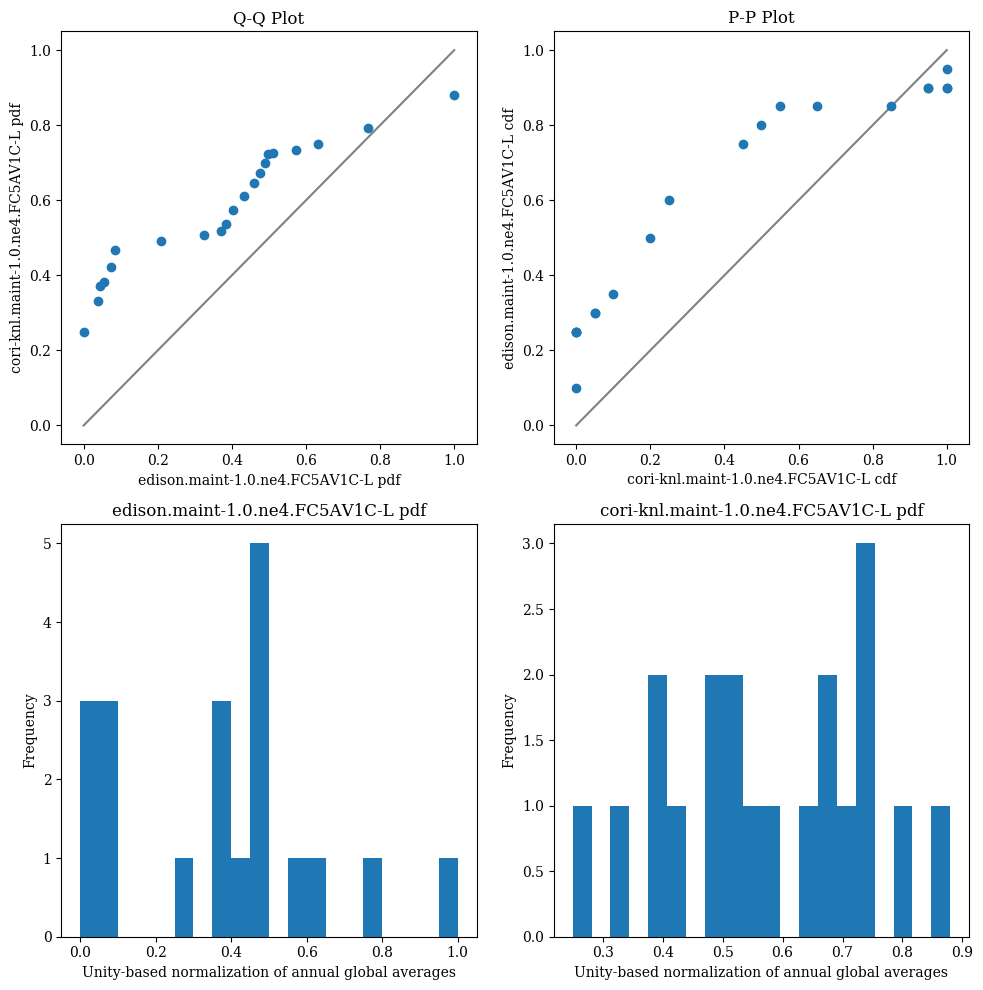 Q-Q Plot
P-P Plot
1.0
0.8
0.6
0.4
0.2
0.0
cori-knl.maint-1.0.ne4.FC5AV1C-L pdf
0.0 0.2 0.4 0.6 0.8 1.0
edison.maint-1.0.ne4.FC5AV1C-L pdf
1.0
0.8
0.6
0.4
0.2
0.0
edison.maint-1.0.ne4.FC5AV1C-L cdf
0.0 0.2 0.4 0.6 0.8 1.0
cori-knl.maint-1.0.ne4.FC5AV1C-L cdf
edison.maint-1.0.ne4.FC5AV1C-L pdf
5
4
3
2
1
0
Frequency
0.0 0.2 0.4 0.6 0.8 1.0
Unity-based normalization of annual global averages
cori-knl.maint-1.0.ne4.FC5AV1C-L pdf
3.0
2.5
2.0
1.5
1.0
0.5
0.0
Frequency
0.3 0.4 0.5 0.6 0.7 0.8 0.9
Unity-based normalization of annual global averages